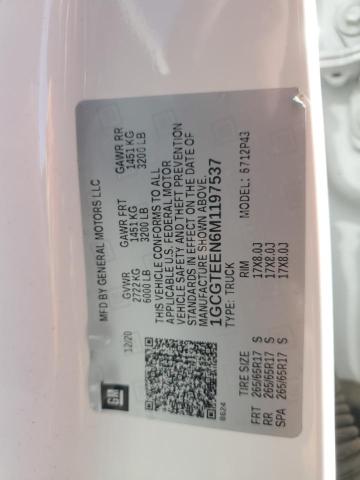 MFD BY GENERAL MOTORS LLC
12/20 GVWR GAWR FRT GAWR RR
2722 KG 1451 KG 1451 KG
6000 LB 3200 LB 3200 LB
THIS VEHICLE CONFORMS TO ALL
APPLICABLE U.S. FEDERAL MOTOR
VEHICLE SAFETY AND THEFT PREVENTION
STANDARDS IN EFFECT ON THE DATE OF
MANUFACTURE SHOWN ABOVE.
1GCGTEEN6M1197537
TYPE: TRUCK MODEL: S712P43
GM
8624
TIRE SIZE RIM
FRT 265/65R17 S 17X8.0J
RR 265/65R17 S 17X8.0J
SPA 265/65R17 S 17X8.0J